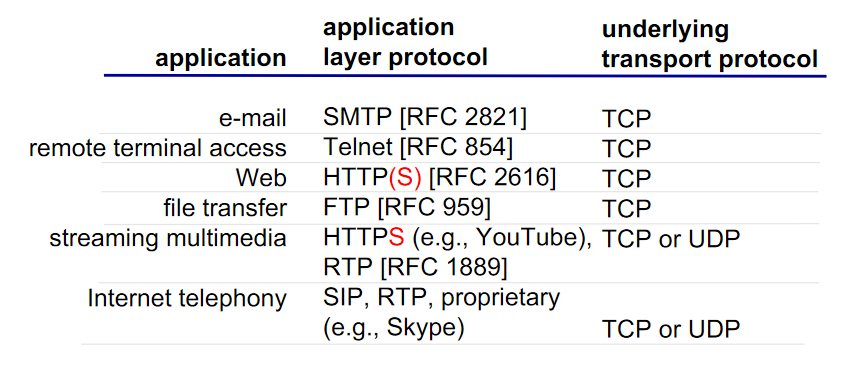 application application layer protocol underlying transport protocol
e-mail SMTP [RFC 2821] TCP
remote terminal access Telnet [RFC 854] TCP
Web HTTP(S) [RFC 2616] TCP
file transfer FTP [RFC 959] TCP
streaming multimedia HTTPS (e.g., YouTube), TCP or UDP
RTP [RFC 1889]
Internet telephony SIP, RTP, proprietary
(e.g., Skype) TCP or UDP